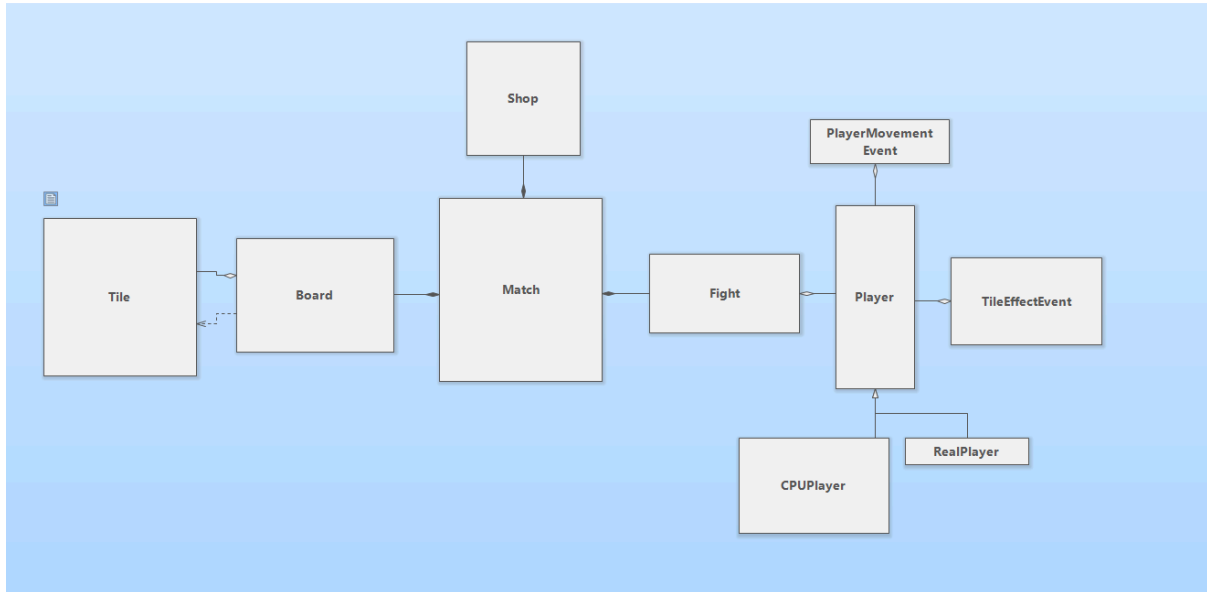 Shop
PlayerMovement
Event
Tile
Board
Match
Fight
Player
TileEffectEvent
RealPlayer
CPUPlayer